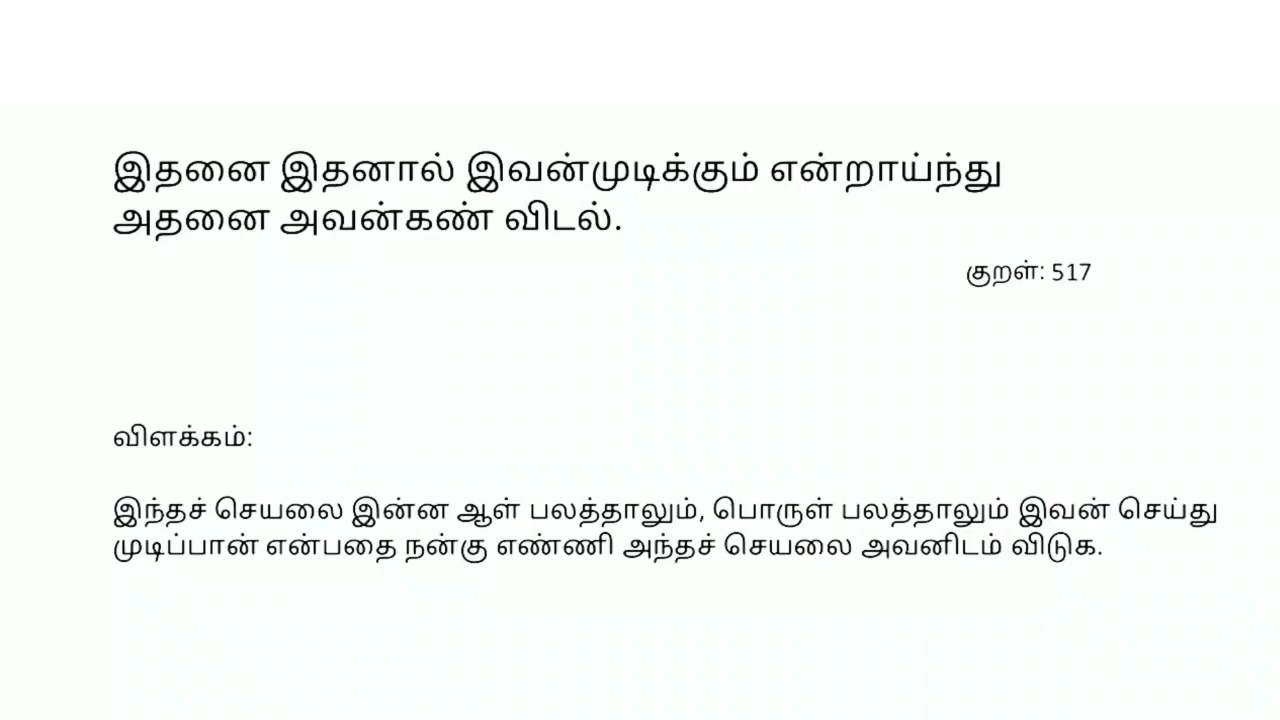 இதனை இதனால் இவன்முடிக்கும் என்றாய்ந்து
அதனை அவன்கண் விடல்.
குறள்: 517
விளக்கம்:
இந்தச் செயலை இன்ன ஆள் பலத்தாலும், பொருள் பலத்தாலும் இவன் செய்து
முடிப்பான் என்பதை நன்கு எண்ணி அந்தச் செயலை அவனிடம் விடுக.